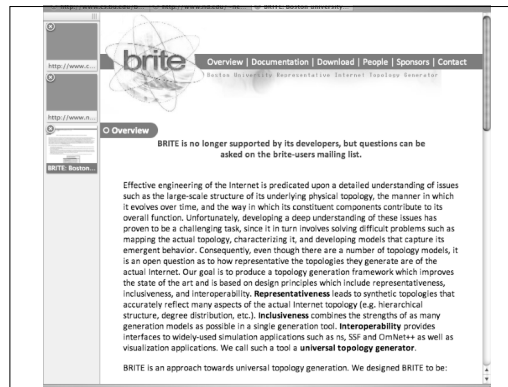 BRITE: Boston University...
http://www.c...
brite
Overview | Documentation | Download | People | Sponsors | Contact
Boston University Representative Internet Topology Generator
http://www.n...
Overview
BRITE is no longer supported by its developers, but questions can be
asked on the brite-users mailing list.
BRITE: Boston...
Effective engineering of the Internet is predicated upon a detailed understanding of issues
such as the large-scale structure of its underlying physical topology, the manner in which
it evolves over time, and the way in which its constituent components contribute to its
overall function. Unfortunately, developing a deep understanding of these issues has
proven to be a challenging task, since it in turn involves solving difficult problems such as
mapping the actual topology, characterizing it, and developing models that capture its
emergent behavior. Consequently, even though there are a number of topology models, it
is an open question as to how representative the topologies they generate are of the
actual Internet. Our goal is to produce a topology generation framework which improves
the state of the art and is based on design principles which include representativeness,
inclusiveness, and interoperability. Representativeness leads to synthetic topologies that
accurately reflect many aspects of the actual Internet topology (e.g. hierarchical
structure, degree distribution, etc.). Inclusiveness combines the strengths of as many
generation models as possible in a single generation tool. Interoperability provides
interfaces to widely-used simulation applications such as ns, SSF and OmNet++ as well as
visualization applications. We call such a tool a universal topology generator.
BRITE is an approach towards universal topology generation. We designed BRITE to be: